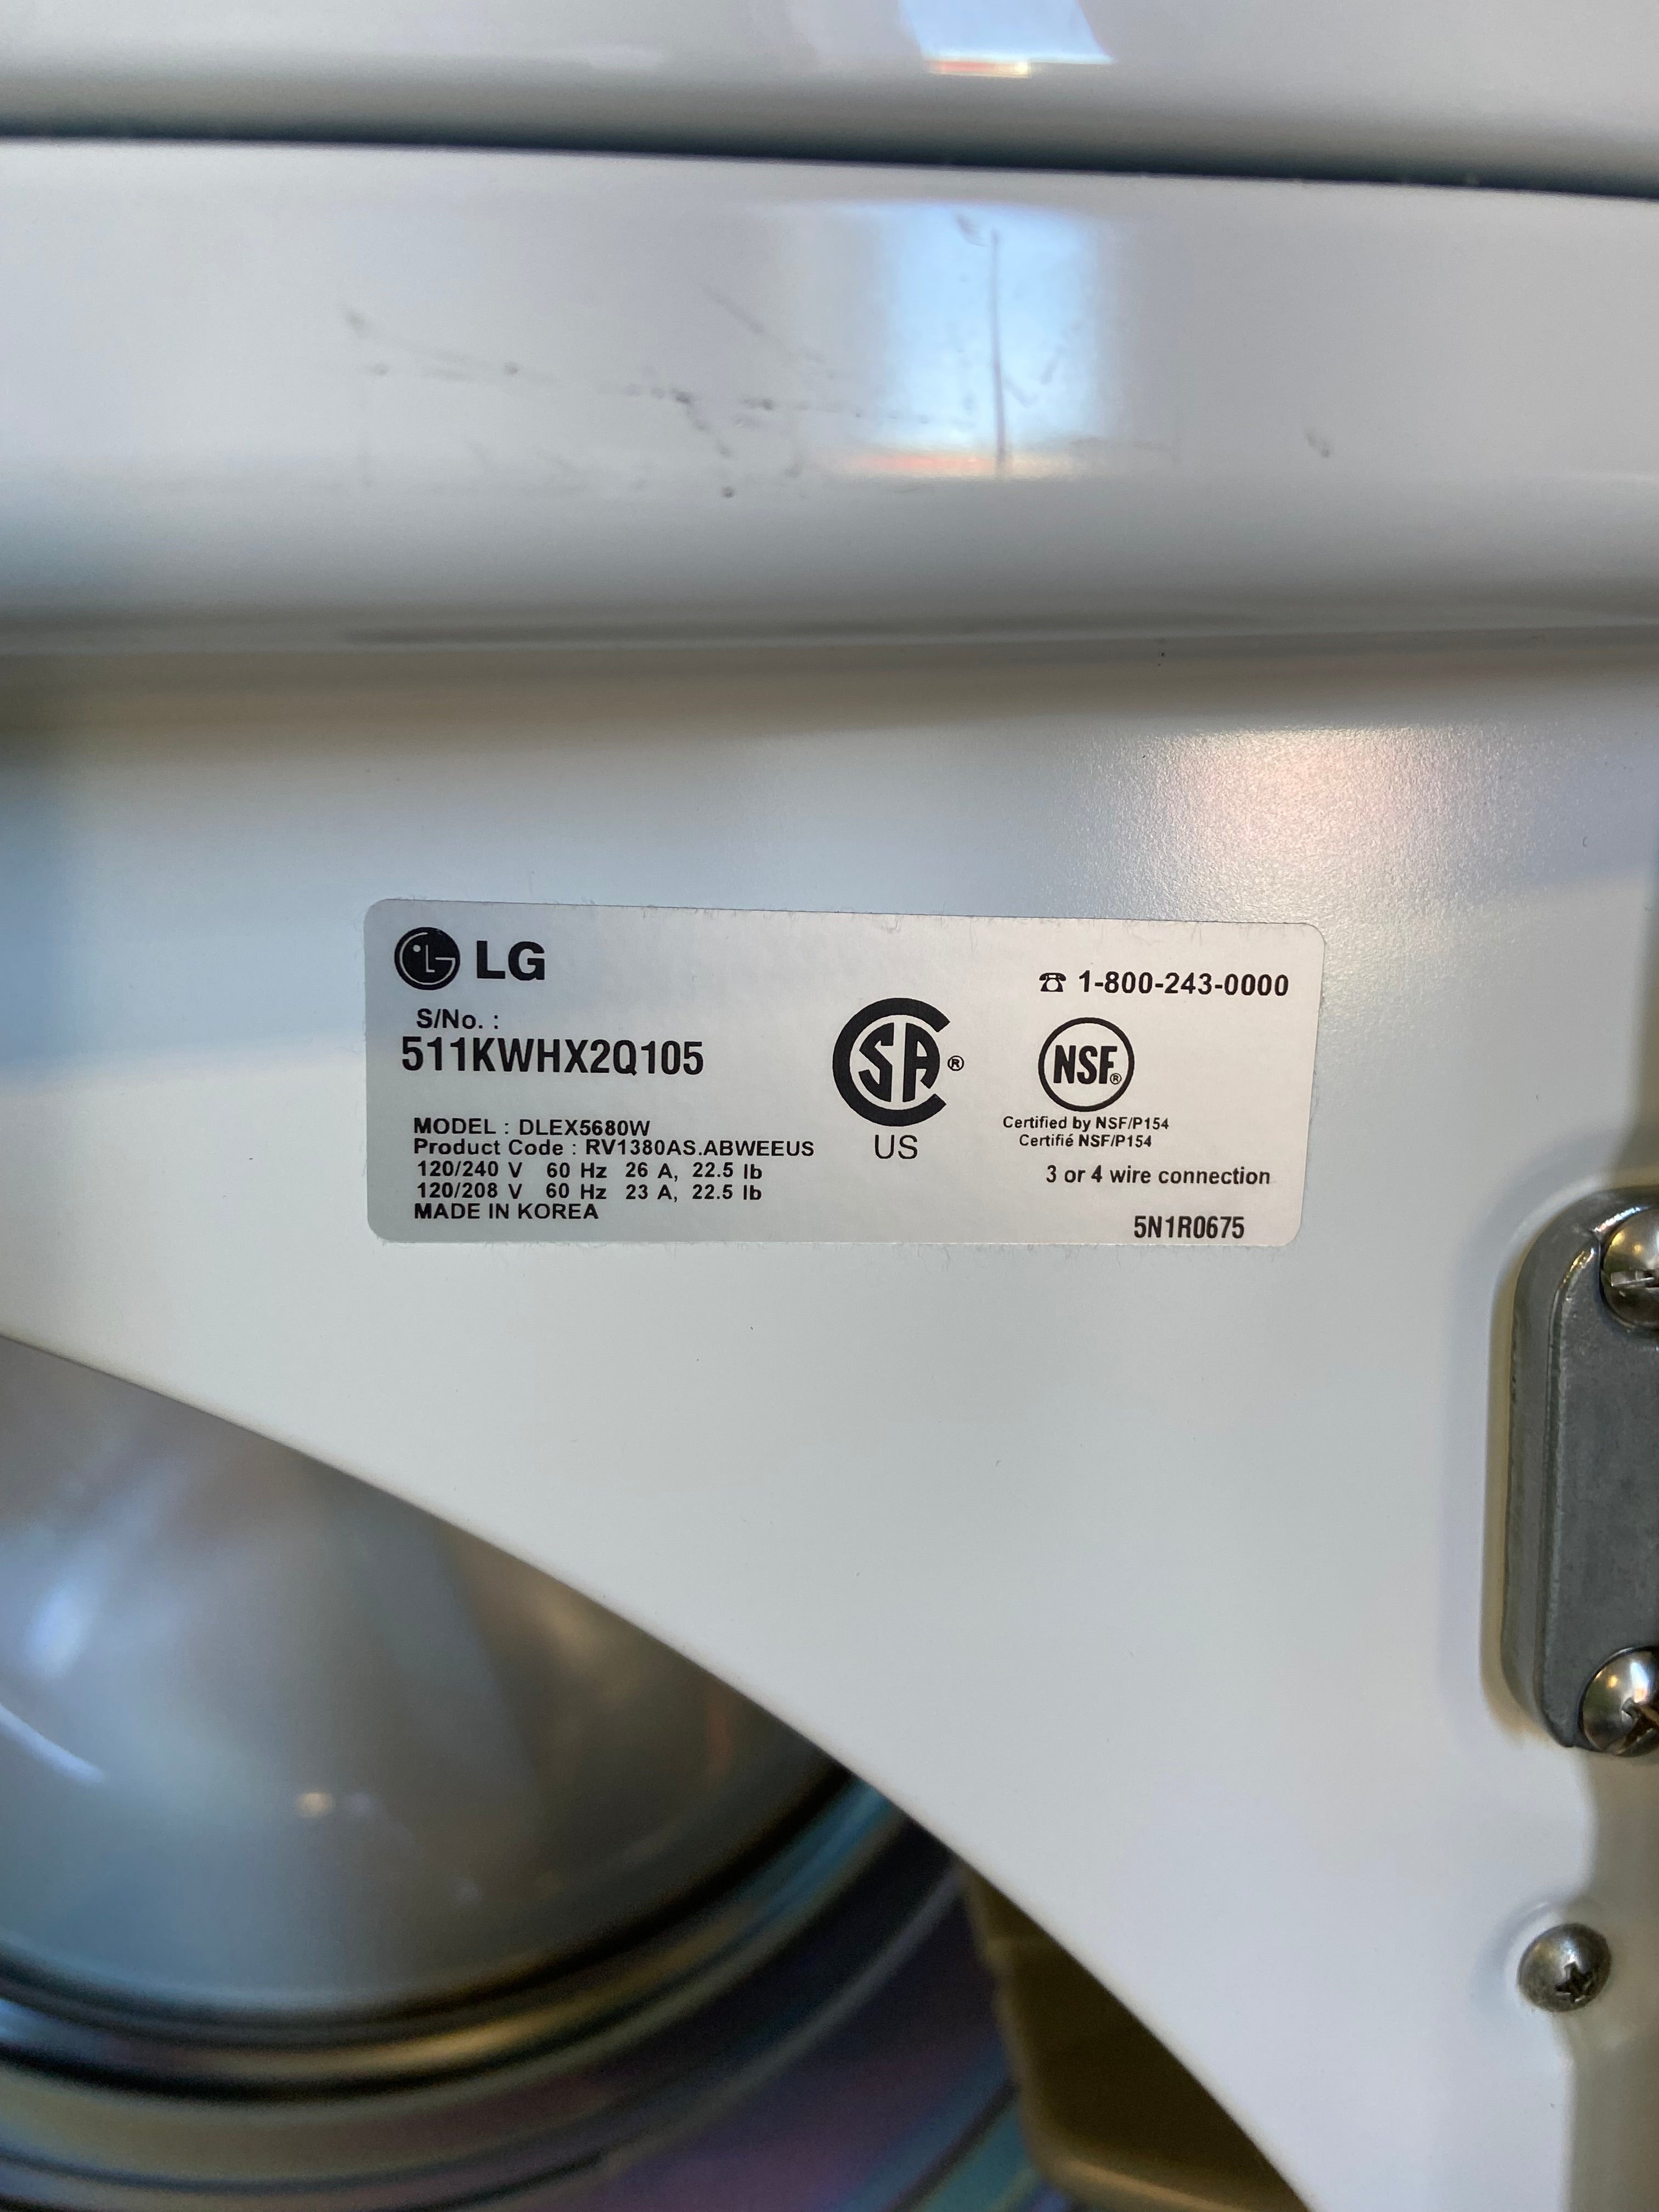 LG LG
☎ 1-800-243-0000
S/No. :
511KWHX2Q105
SA ®
US
NSF®
Certified by NSF/P154
Certifié NSF/P154
MODEL : DLEX5680W
Product Code : RV1380AS.ABWEEUS
120/240 V 60 Hz 26 A, 22.5 lb
120/208 V 60 Hz 23 A, 22.5 lb
MADE IN KOREA
3 or 4 wire connection
5N1R0675